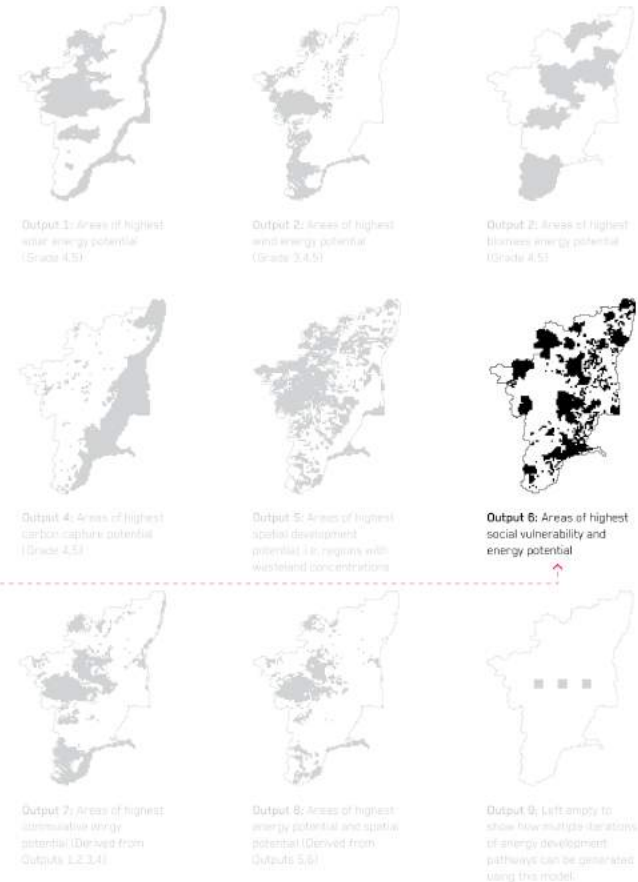 Output 1: Areas of highest
solar energy potential
(Grade 4,5)
Output 2: Areas of highest
wind energy potential
(Grade 3,4,5)
Output 2: Areas of highest
biomass energy potential
(Grade 4,5)
Output 4: Areas of highest
carbon capture potential
(Grade 4,5)
Output 5: Areas of highest
spatial development
potential i.e regions with
wasteland concentrations
Output 6: Areas of highest
social vulnerability and
energy potential
Output 7: Areas of highest
commulative enrgy
potential (Derived from
Outputs 1,2,3,4)
Output 8: Areas of highest
energy potential and spatial
potential (Derived from
Outputs 5,6)
Output 9: Left empty to
show how multiple iterations
of energy development
pathways can be generated
using this model.